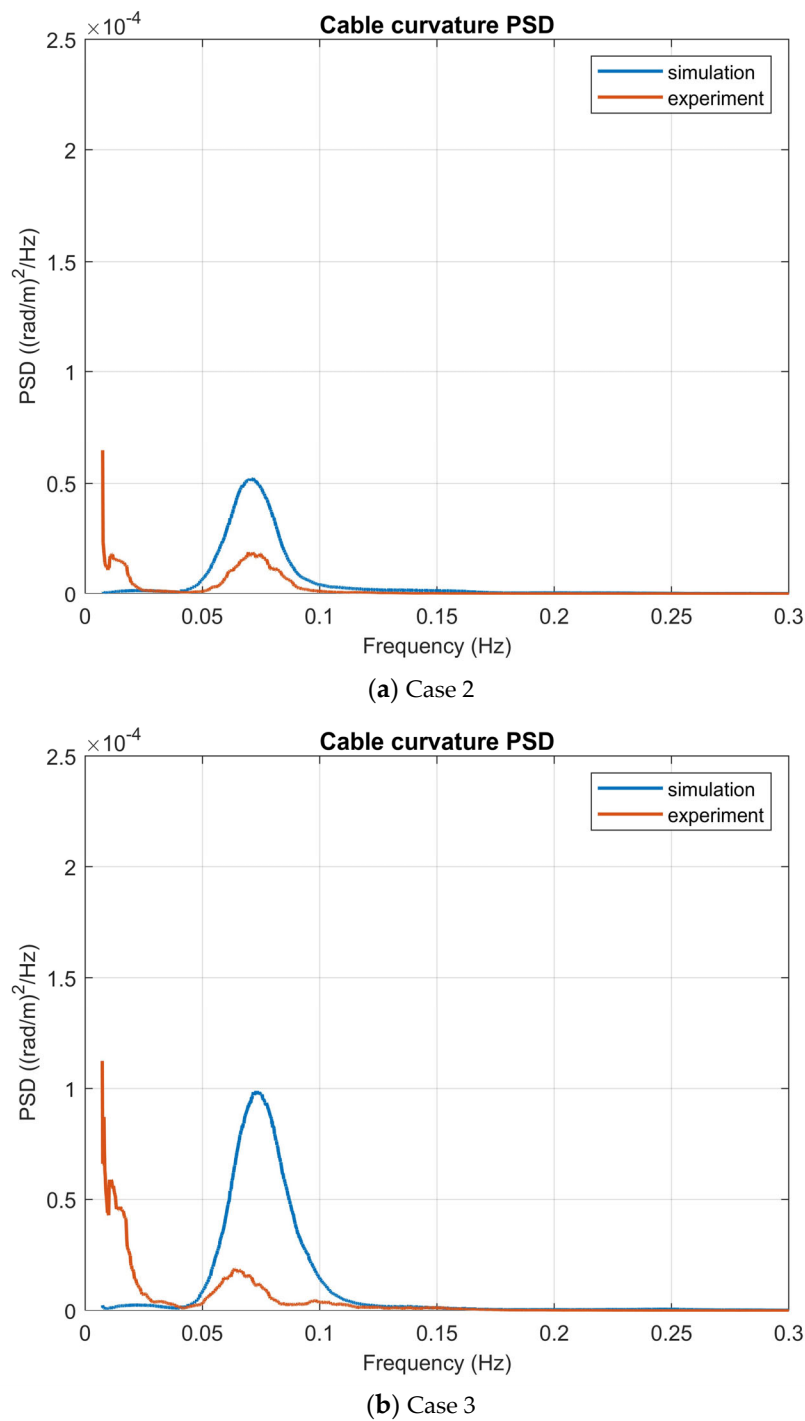 ×10⁻⁴
Cable curvature PSD
2.5
simulation
experiment
2
1.5
1
0.5
0
PSD ((rad/m)²/Hz)
0 0.05 0.1 0.15 0.2 0.25 0.3
Frequency (Hz)
(a) Case 2
×10⁻⁴
Cable curvature PSD
2.5
simulation
experiment
2
1.5
1
0.5
0
PSD ((rad/m)²/Hz)
0 0.05 0.1 0.15 0.2 0.25 0.3
Frequency (Hz)
(b) Case 3